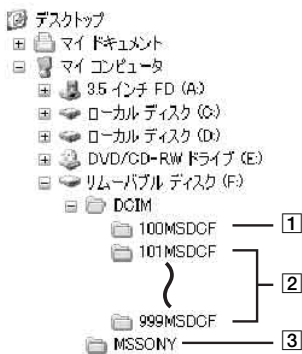 デスクトップ
マイ ドキュメント
マイ コンピュータ
3.5 インチ FD (A:)
ローカル ディスク (C:)
ローカル ディスク (D:)
DVD/CD-RW ドライブ (E:)
リムーバブル ディスク (F:)
DCIM
100MSDCF 1
101MSDCF
2
999MSDCF
MSSONY 3